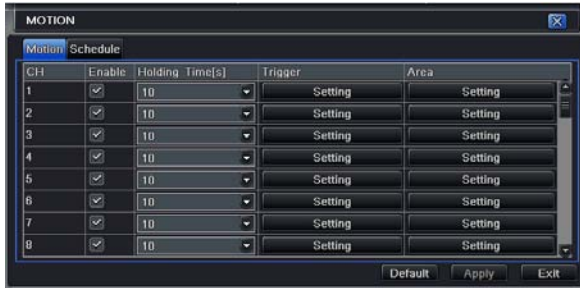 MOTION
Motion Schedule
CH Enable Holding Time[s] Trigger Area
1 10 Setting Setting
2 10 Setting Setting
3 10 Setting Setting
4 10 Setting Setting
5 10 Setting Setting
6 10 Setting Setting
7 10 Setting Setting
8 10 Setting Setting
Default Apply Exit